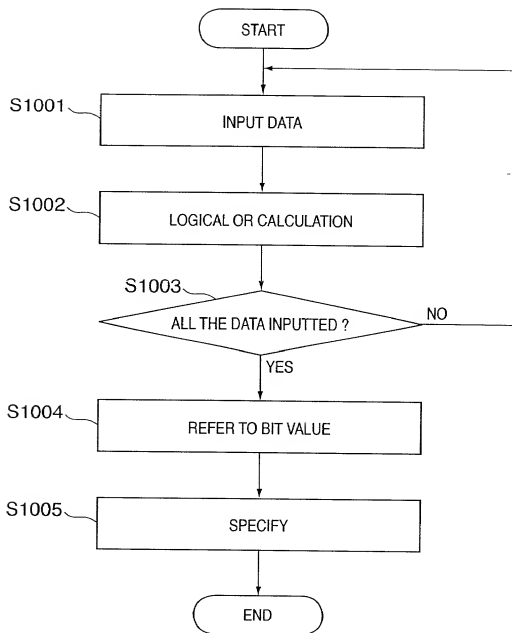 START
S1001
INPUT DATA
S1002
LOGICAL OR CALCULATION
S1003
ALL THE DATA INPUTTED ?
NO
YES
S1004
REFER TO BIT VALUE
S1005
SPECIFY
END